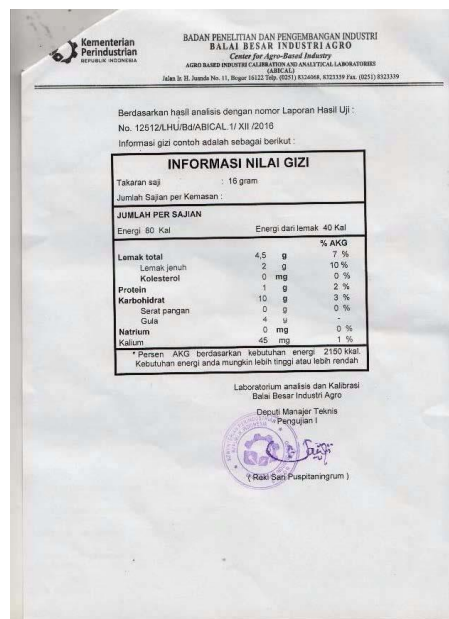 Kementerian
Perindustrian
REPUBLIK INDONESIA
BADAN PENELITIAN DAN PENGEMBANGAN INDUSTRI
BALAI BESAR INDUSTRI AGRO
Center for Agro-Based Industry
AGRO BASED INDUSTRI CALIBRATION AND ANALYTICAL LABORATORIES
(ABICAL)
Jalan Ir. H. Juanda No. 11, Bogor 16122 Telp. (0251) 8324068, 8323339 Fax. (0251) 8323339
Berdasarkan hasil analisis dengan nomor Laporan Hasil Uji :
No. 12512/LHU/Bd/ABICAL.1/ XII /2016
Informasi gizi contoh adalah sebagai berikut :
INFORMASI NILAI GIZI
Takaran saji : 16 gram
Jumlah Sajian per Kemasan :
JUMLAH PER SAJIAN
Energi 80 Kal Energi dari lemak 40 Kal
% AKG
Lemak total 4,5 g 7 %
Lemak jenuh 2 g 10 %
Kolesterol 0 mg 0 %
Protein 1 g 2 %
Karbohidrat 10 g 3 %
Serat pangan 0 g 0 %
Gula 4 g -
Natrium 0 mg 0 %
Kalium 45 mg 1 %
* Persen AKG berdasarkan kebutuhan energi 2150 kkal.
Kebutuhan energi anda mungkin lebih tinggi atau lebih rendah
Laboratorium analisis dan Kalibrasi
Balai Besar Industri Agro
Deputi Manajer Teknis
Pengujian I
( Reki Sari Puspitaningrum )